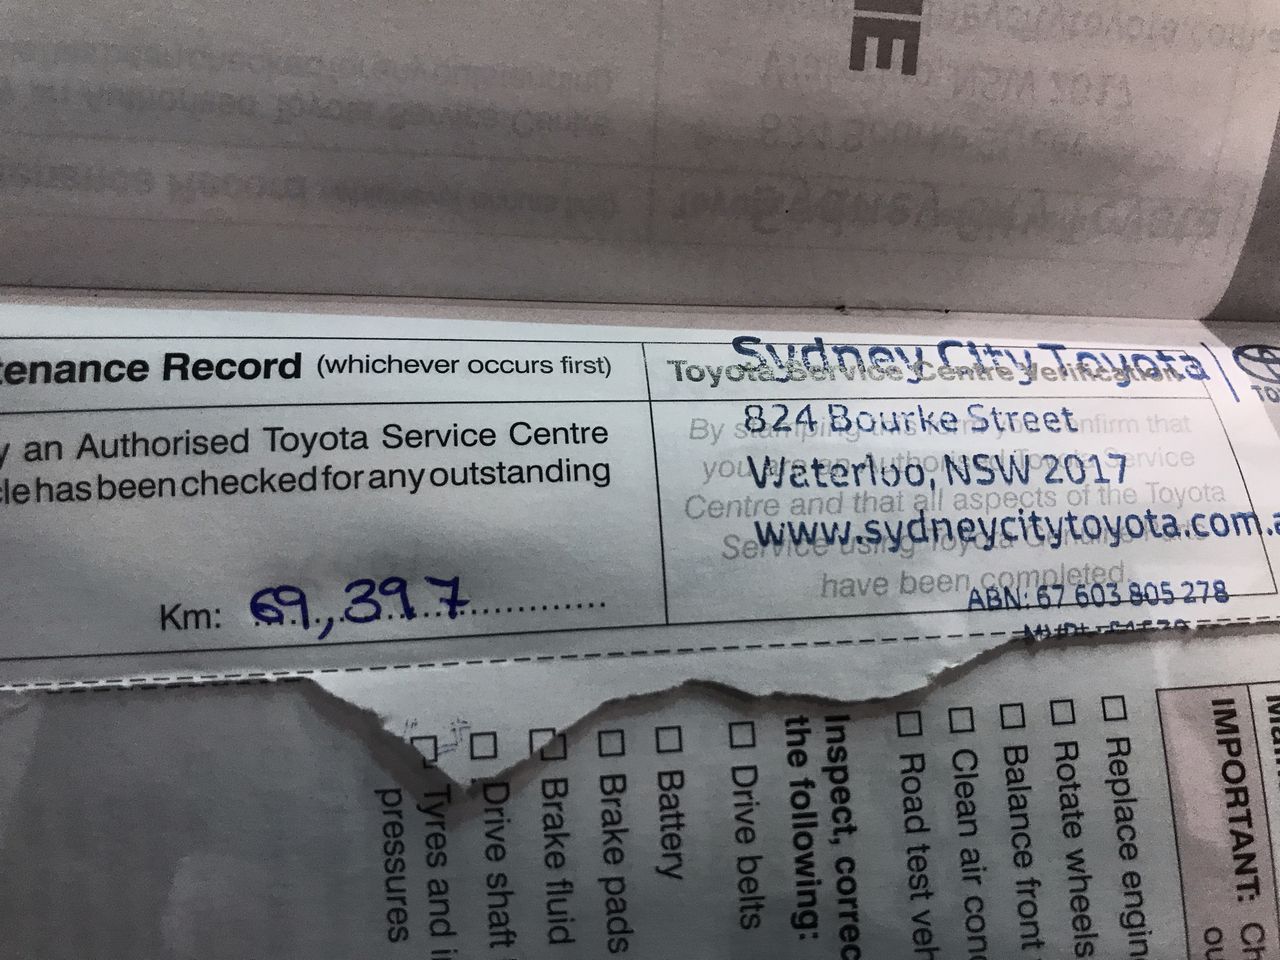 tenance Record (whichever occurs first)
y an Authorised Toyota Service Centre
le has been checked for any outstanding
Km: 69,397
Toyota Service Centre Verification
By stamping this form you confirm that
you are an Authorised Toyota Service
Centre and that all aspects of the Toyota
Service using Toyota Genuine
have been completed.
Sydney City Toyota
TO
824 Bourke Street
Waterloo, NSW 2017
www.sydneycitytoyota.com.a
ABN: 67 603 805 278
IMPORTANT: Ch
ou
Replace engin
Rotate wheels
Balance front
Clean air con
Road test veh
Inspect, correc
the following:
Drive belts
Battery
Brake pads
Brake fluid
Drive shaft
Tyres and i
pressures